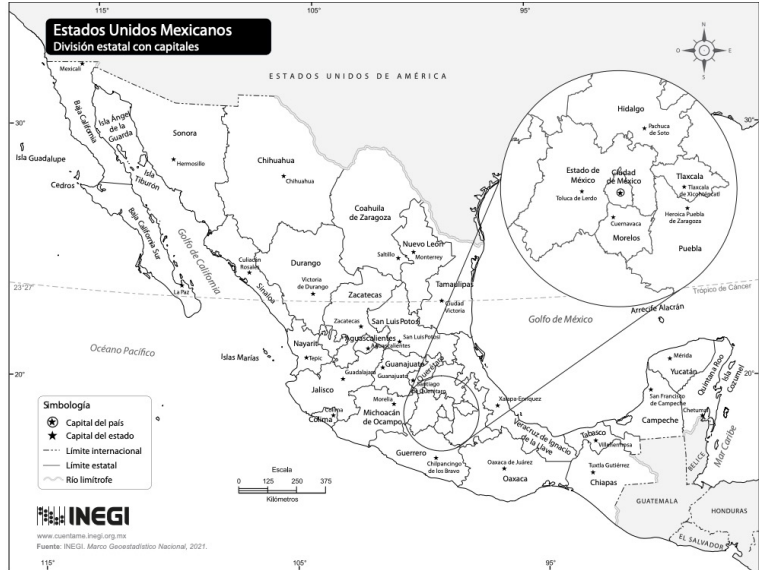 115°
105°
95°
Estados Unidos Mexicanos
División estatal con capitales
N
O
E
S
ESTADOS UNIDOS DE AMÉRICA
Mexicali
Baja California
Isla Ángel
de la
Guarda
Sonora
Hermosillo
30°
30°
Isla Guadalupe
Isla
Tiburón
Cedros
Baja California Sur
La Paz
Golfo de California
Chihuahua
Chihuahua
Coahuila
de Zaragoza
Nuevo León
Saltillo
Monterrey
Culiacán
Rosales
Sinaloa
Durango
Victoria
de Durango
Tamaulipas
Ciudad
Victoria
Zacatecas
Zacatecas
San Luis Potosí
San Luis Potosí
Aguascalientes
Aguascalientes
Nayarit
Tepic
Islas Marías
Océano Pacífico
Guanajuato
Guanajuato
Querétaro
Santiago
de Querétaro
Guadalajara
Jalisco
Morelia
Michoacán
de Ocampo
Colima
Colima
Guerrero
Chilpancingo
de los Bravo
Xalapa-Enríquez
Veracruz de Ignacio
de la Llave
Oaxaca de Juárez
Oaxaca
Tabasco
Villahermosa
Tuxtla Gutiérrez
Chiapas
Hidalgo
Pachuca
de Soto
Estado de
México
Toluca de Lerdo
Ciudad
de México
Tlaxcala
Tlaxcala
de Xicohténcatl
Heroica Puebla
de Zaragoza
Cuernavaca
Morelos
Puebla
23°27'
Trópico de Cáncer
Golfo de México
Arrecife Alacrán
Mérida
Yucatán
Quintana Roo
Isla
Cozumel
San Francisco
de Campeche
Campeche
Chetumal
Mar Caribe
BELICE
GUATEMALA
HONDURAS
EL SALVADOR
20°
20°
Simbología
Capital del país
Capital del estado
Límite internacional
Límite estatal
Río limítrofe
Escala
125
0
125
250
375
Kilómetros
INEGI
www.cuentame.inegi.org.mx
Fuente: INEGI. Marco Geoestadístico Nacional, 2021.
105°
95°